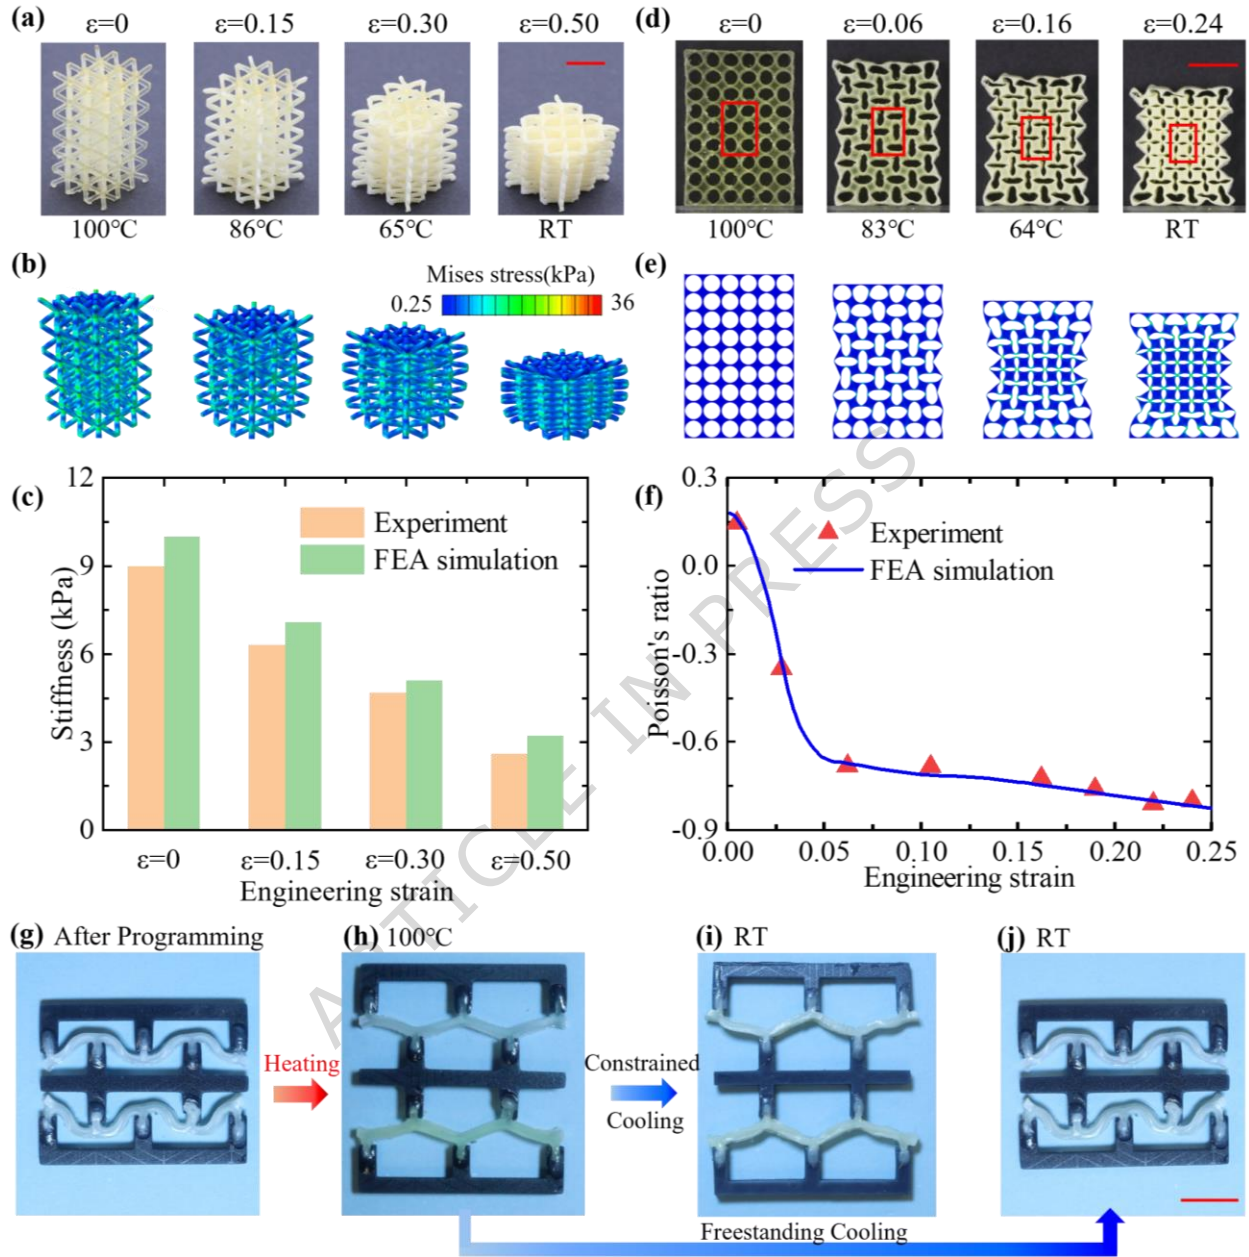 (a) ε=0 ε=0.15 ε=0.30 ε=0.50
100°C 86°C 65°C RT
(d) ε=0 ε=0.06 ε=0.16 ε=0.24
100°C 83°C 64°C RT
(b)
Mises stress(kPa)
0.25 36
(e)
(c)
12
9
6
3
0
Stiffness (kPa)
Experiment
FEA simulation
ε=0 ε=0.15 ε=0.30 ε=0.50
Engineering strain
(f)
0.3
0.0
-0.3
-0.6
-0.9
Poisson's ratio
Experiment
FEA simulation
0.00 0.05 0.10 0.15 0.20 0.25
Engineering strain
ARTICLE IN PRESS
(g) After Programming
Heating
(h) 100°C
Constrained
Cooling
(i) RT
(j) RT
Freestanding Cooling